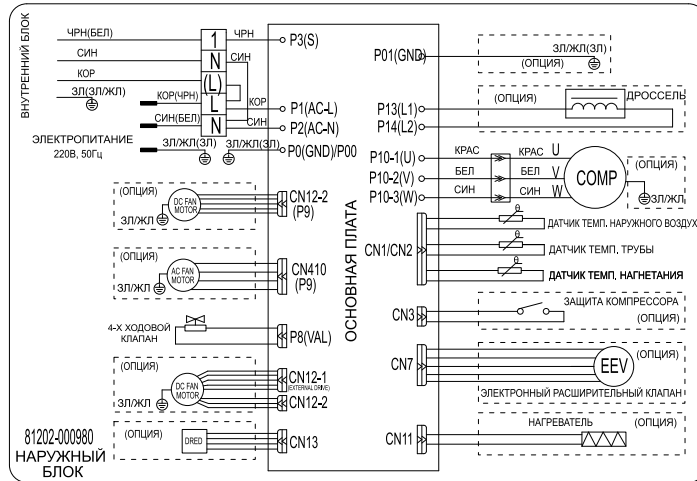 ВНУТРЕННИЙ БЛОК
ЧРН(БЕЛ)
СИН
КОР
ЗЛ(ЗЛ/ЖЛ)
1
N
(L)
L
N
ЧРН
СИН
КОР(ЧРН)
КОР
СИН(БЕЛ)
СИН
ЭЛЕКТРОПИТАНИЕ
220В, 50Гц
ЗЛ/ЖЛ(ЗЛ)
ЗЛ/ЖЛ(ЗЛ)
P3(S)
P1(AC-L)
P2(AC-N)
P0(GND)/P00
(ОПЦИЯ)
DC FAN
MOTOR
ЗЛ/ЖЛ
CN12-2
(P9)
(ОПЦИЯ)
AC FAN
MOTOR
ЗЛ/ЖЛ
CN410
(P9)
4-Х ХОДОВОЙ
КЛАПАН
P8(VAL)
(ОПЦИЯ)
DC FAN
MOTOR
ЗЛ/ЖЛ
CN12-1
(EXTERNAL DRIVE)
CN12-2
(ОПЦИЯ)
DRED
CN13
81202-000980
НАРУЖНЫЙ
БЛОК
ОСНОВНАЯ ПЛАТА
P01(GND)
ЗЛ/ЖЛ(ЗЛ)
(ОПЦИЯ)
P13(L1)
P14(L2)
(ОПЦИЯ)
ДРОССЕЛЬ
P10-1(U)
P10-2(V)
P10-3(W)
КРАС
БЕЛ
СИН
КРАС
БЕЛ
СИН
U
V
W
COMP
(ОПЦИЯ)
ЗЛ/ЖЛ
CN1/CN2
θ
ДАТЧИК ТЕМП. НАРУЖНОГО ВОЗДУХ
θ
ДАТЧИК ТЕМП. ТРУБЫ
θ
ДАТЧИК ТЕМП. НАГНЕТАНИЯ
CN3
ЗАЩИТА КОМПРЕССОРА
(ОПЦИЯ)
CN7
EEV
(ОПЦИЯ)
ЭЛЕКТРОННЫЙ РАСШИРИТЕЛЬНЫЙ КЛАПАН
CN11
НАГРЕВАТЕЛЬ
(ОПЦИЯ)